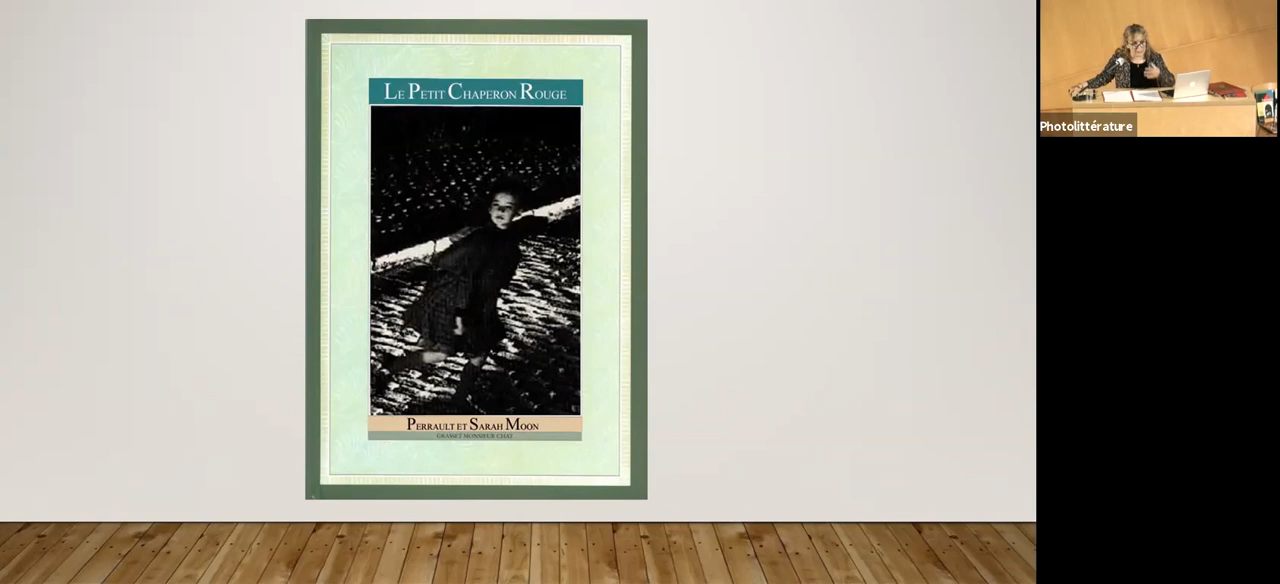 LE PETIT CHAPERON ROUGE
PERRAULT ET SARAH MOON
GRASSET MONSIEUR CHAT
Photolittérature